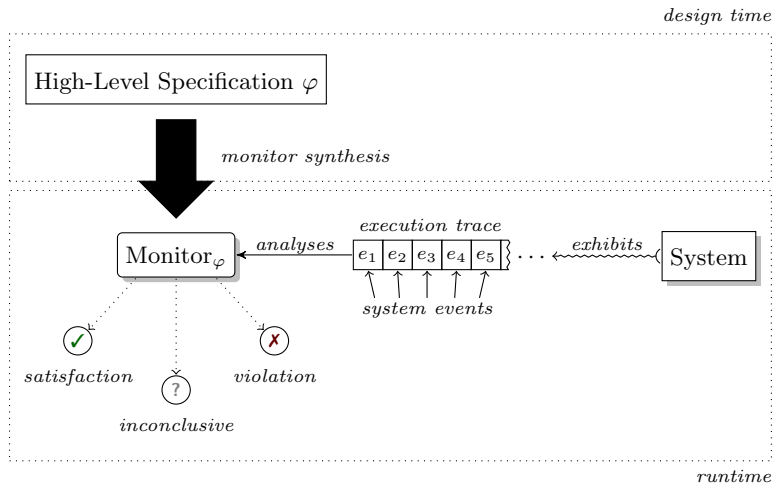 design time
High-Level Specification φ
monitor synthesis
execution trace
Monitorφ
analyses
e1 e2 e3 e4 e5 ...
exhibits
System
system events
✓
✗
satisfaction
violation
?
inconclusive
runtime